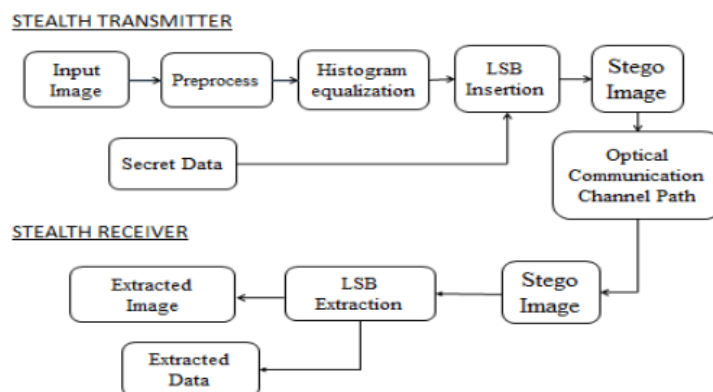 STEALTH TRANSMITTER
Input
Image
Preprocess
Histogram
equalization
LSB
Insertion
Stego
Image
Secret Data
Optical
Communication
Channel Path
STEALTH RECEIVER
Extracted
Image
LSB
Extraction
Stego
Image
Extracted
Data